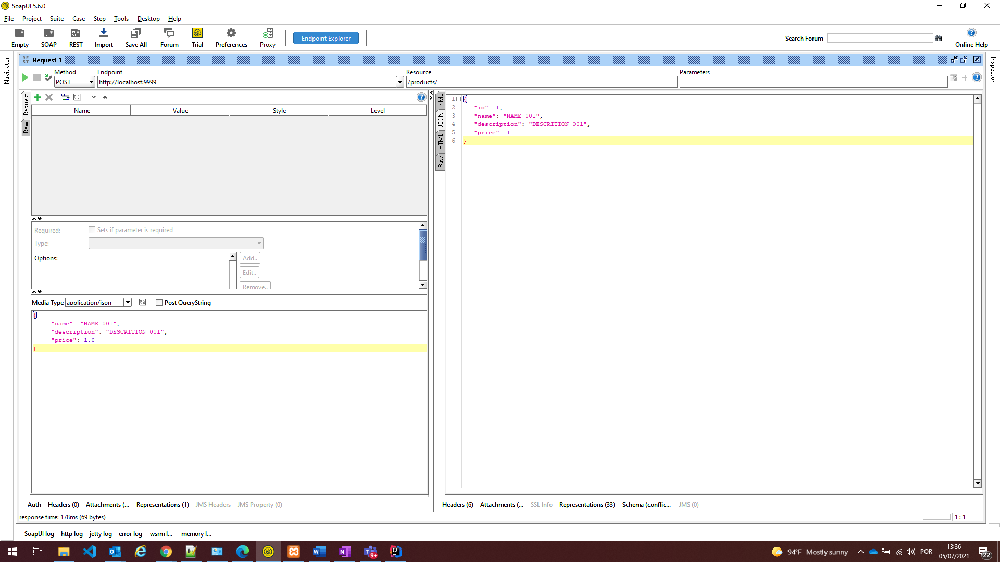 SoapUI 5.6.0
File Project Suite Case Step Tools Desktop Help
Empty SOAP REST Import Save All Forum Trial Preferences Proxy Endpoint Explorer Search Forum Online Help
Navigator
Inspector
Request 1
Method Endpoint Resource Parameters
POST http://localhost:9999 /products/
Request
Raw
Name Value Style Level
Required: Sets if parameter is required
Type:
Options: Add..
Edit..
Remove..
Media Type application/json Post QueryString
{
"name": "NAME 001",
"description": "DESCRITION 001",
"price": 1.0
}
XML
JSON
HTML
Raw
1 {
2 "id": 1,
3 "name": "NAME 001",
4 "description": "DESCRITION 001",
5 "price": 1
6 }
Auth Headers (0) Attachments (... Representations (1) JMS Headers JMS Property (0)
Headers (6) Attachments (... SSL Info Representations (33) Schema (conflic... JMS (0)
response time: 178ms (69 bytes)
1 : 1
SoapUI log http log jetty log error log wsrm l... memory l...
9+
94°F Mostly sunny POR
13:36
05/07/2021
22